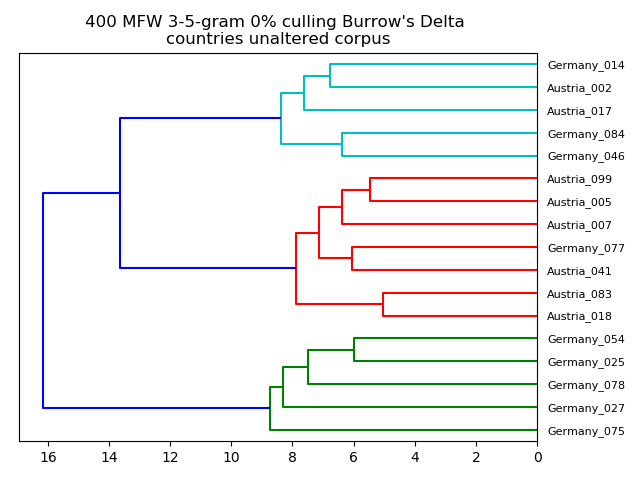 400 MFW 3-5-gram 0% culling Burrow's Delta
countries unaltered corpus
Germany_014
Austria_002
Austria_017
Germany_084
Germany_046
Austria_099
Austria_005
Austria_007
Germany_077
Austria_041
Austria_083
Austria_018
Germany_054
Germany_025
Germany_078
Germany_027
Germany_075
16 14 12 10 8 6 4 2 0